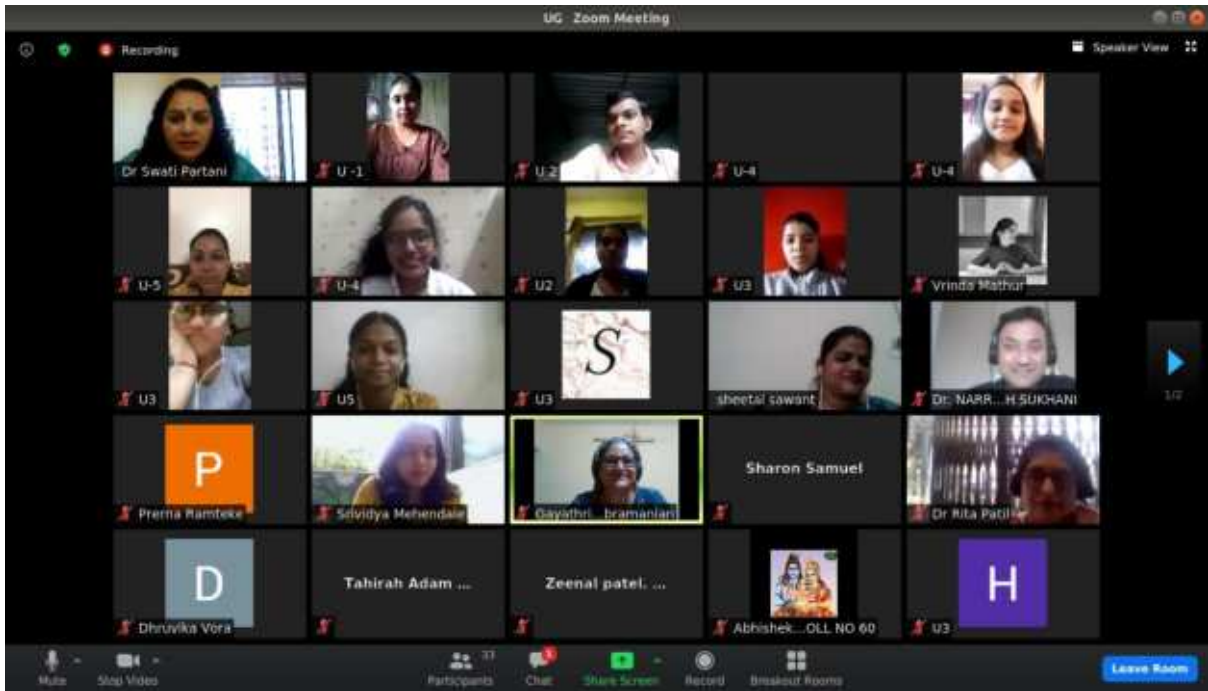 UG Zoom Meeting
Recording
Speaker View
Dr Swati Partani
U -1
U 2
U-4
U-4
U-5
U-4
U2
U3
Vrinda Mathur
U3
U5
S
U3
sheetal sawant
Dr. NARR...H SUKHANI
1/2
P
Prerna Ramteke
Srividya Mehendale
Gayathri...bramanian
Sharon Samuel
Dr Rita Patil
D
Dhruvika Vora
Tahirah Adam ...
Zeenal patel. ...
Abhishek...OLL NO 60
H
U3
Mute
Stop Video
Participants
33
Chat
Share Screen
Record
Breakout Rooms
Leave Room